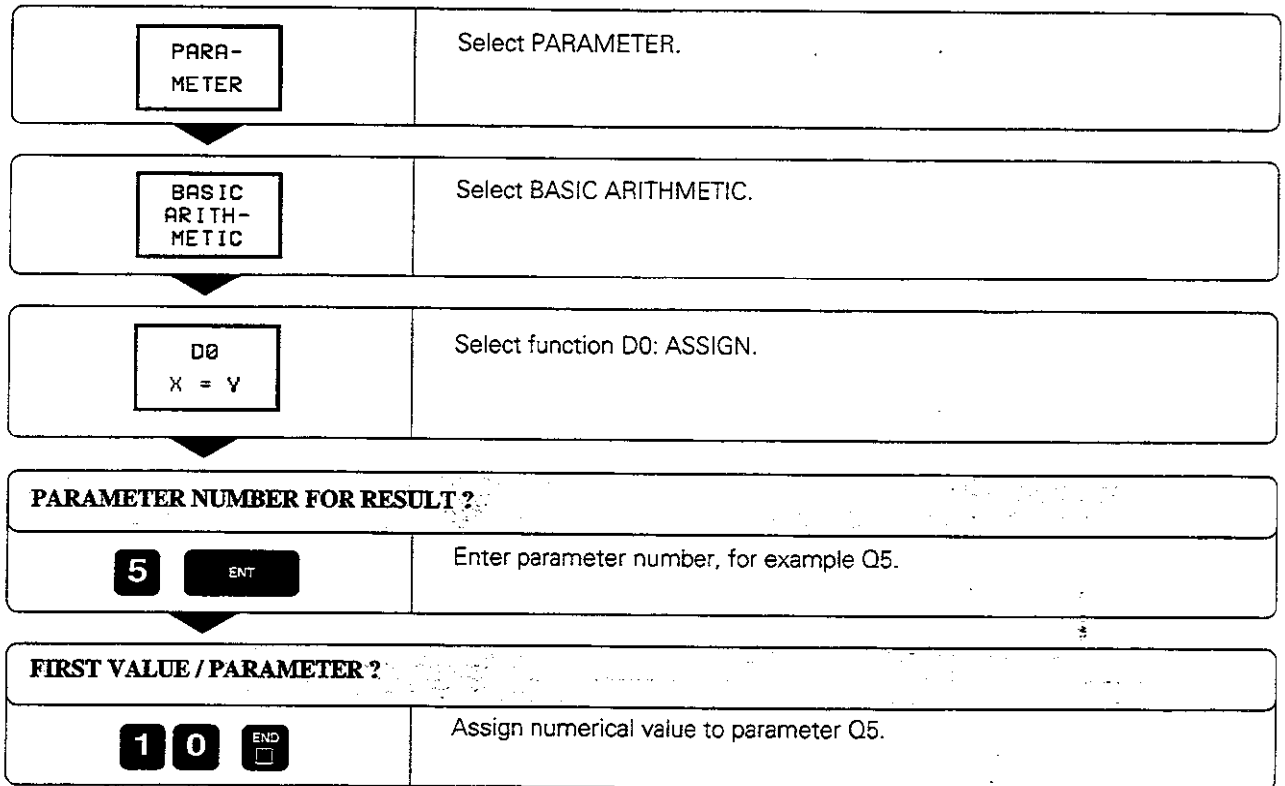 PARA-
METER
Select PARAMETER.
BASIC
ARITH-
METIC
Select BASIC ARITHMETIC.
D0
X = Y
Select function D0: ASSIGN.
PARAMETER NUMBER FOR RESULT ?
5 ENT
Enter parameter number, for example Q5.
FIRST VALUE / PARAMETER ?
1 0 END
Assign numerical value to parameter Q5.